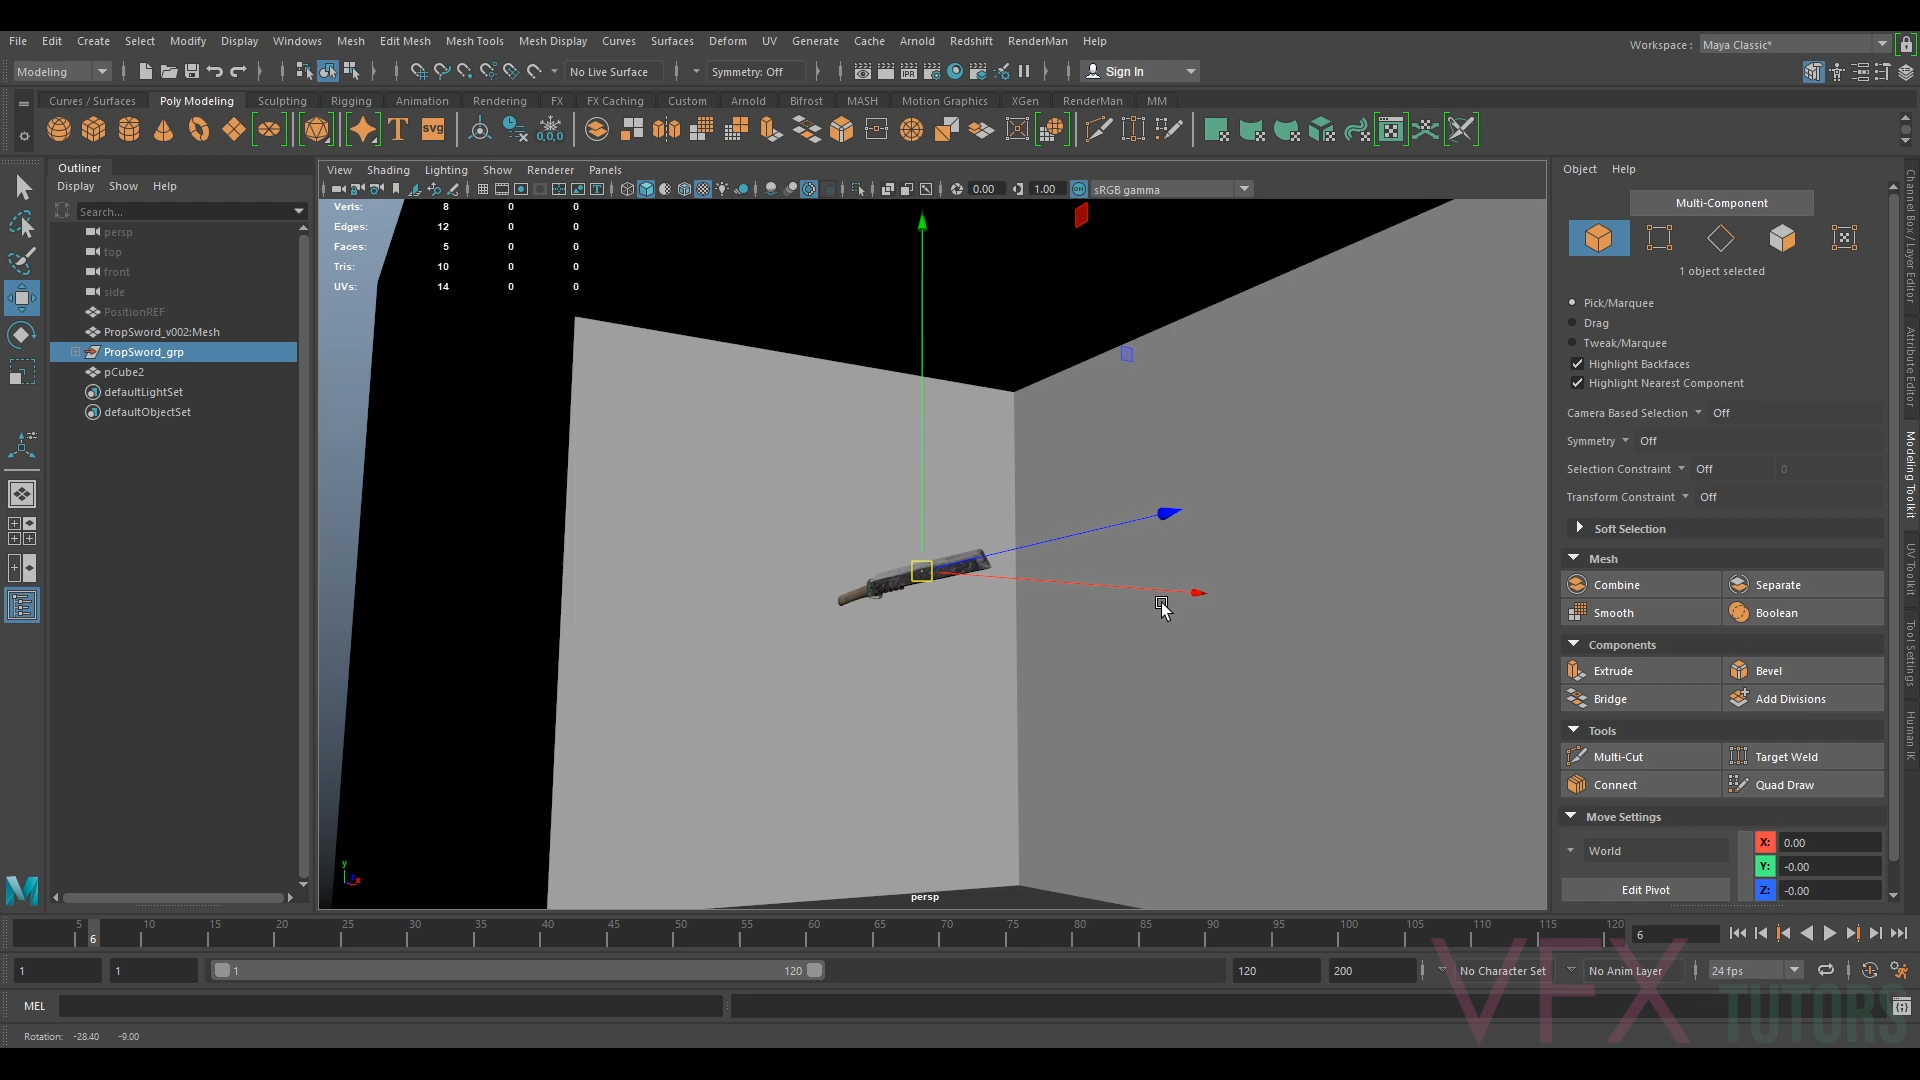 File Edit Create Select Modify Display Windows Mesh Edit Mesh Mesh Tools Mesh Display Curves Surfaces Deform UV Generate Cache Arnold Redshift RenderMan Help
Workspace : Maya Classic*
Modeling No Live Surface Symmetry: Off IPR Sign In
Curves / Surfaces Poly Modeling Sculpting Rigging Animation Rendering FX FX Caching Custom Arnold Bifrost MASH Motion Graphics XGen RenderMan MM
T SVG 0,0,0
Outliner
Display Show Help
Search...
persp
top
front
side
PositionREF
PropSword_v002:Mesh
PropSword_grp
pCube2
defaultLightSet
defaultObjectSet
View Shading Lighting Show Renderer Panels
0.00 1.00 ON sRGB gamma
Verts: 8 0 0
Edges: 12 0 0
Faces: 5 0 0
Tris: 10 0 0
UVs: 14 0 0
y
z x
persp
Object Help
Multi-Component
1 object selected
Pick/Marquee
Drag
Tweak/Marquee
Highlight Backfaces
Highlight Nearest Component
Camera Based Selection Off
Symmetry Off
Selection Constraint Off 0
Transform Constraint Off
Soft Selection
Mesh
Combine Separate
Smooth Boolean
Components
Extrude Bevel
Bridge Add Divisions
Tools
Multi-Cut Target Weld
Connect Quad Draw
Move Settings
World
X: 0.00
Y: -0.00
Edit Pivot Z: -0.00
Channel Box / Layer Editor
Attribute Editor
Modeling Toolkit
UV Toolkit
Tool Settings
Human IK
5 10 15 20 25 30 35 40 45 50 55 60 65 70 75 80 85 90 95 100 105 110 115 120
6 6
1 1 1 120 120 200 No Character Set No Anim Layer 24 fps
MEL
Rotation: -28.40 -9.00
VFX TUTORS